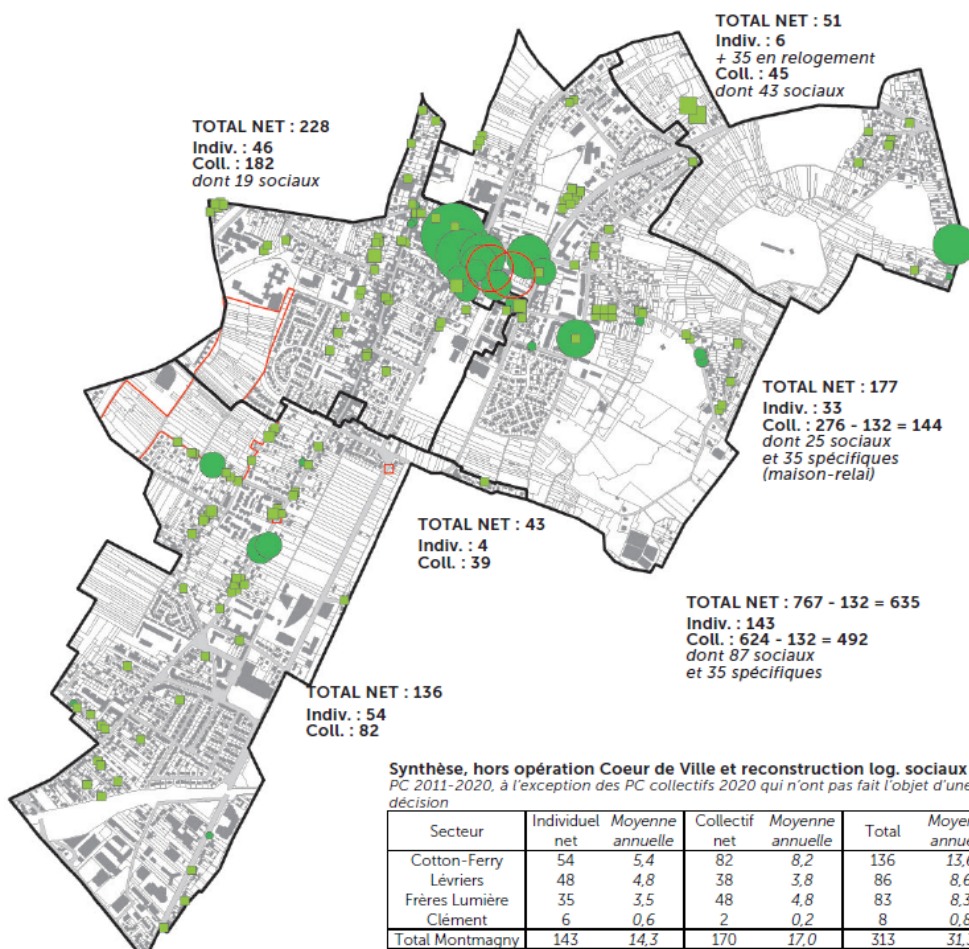 TOTAL NET : 51
Indiv. : 6
+ 35 en relogement
Coll. : 45
dont 43 sociaux
TOTAL NET : 228
Indiv. : 46
Coll. : 182
dont 19 sociaux
TOTAL NET : 177
Indiv. : 33
Coll. : 276 - 132 = 144
dont 25 sociaux
et 35 spécifiques
(maison-relai)
TOTAL NET : 43
Indiv. : 4
Coll. : 39
TOTAL NET : 767 - 132 = 635
Indiv. : 143
Coll. : 624 - 132 = 492
dont 87 sociaux
et 35 spécifiques
TOTAL NET : 136
Indiv. : 54
Coll. : 82
Synthèse, hors opération Coeur de Ville et reconstruction log. sociaux
PC 2011-2020, à l'exception des PC collectifs 2020 qui n'ont pas fait l'objet d'une
décision
Secteur Individuel net Moyenne annuelle Collectif net Moyenne annuelle Total
Cotton-Ferry 54 5,4 82 8,2 136 13,6
Lévriers 48 4,8 38 3,8 86 8,6
Frères Lumière 35 3,5 48 4,8 83 8,3
Clément 6 0,6 2 0,2 8 0,8
Total Montmagny 143 14,3 170 17,0 313